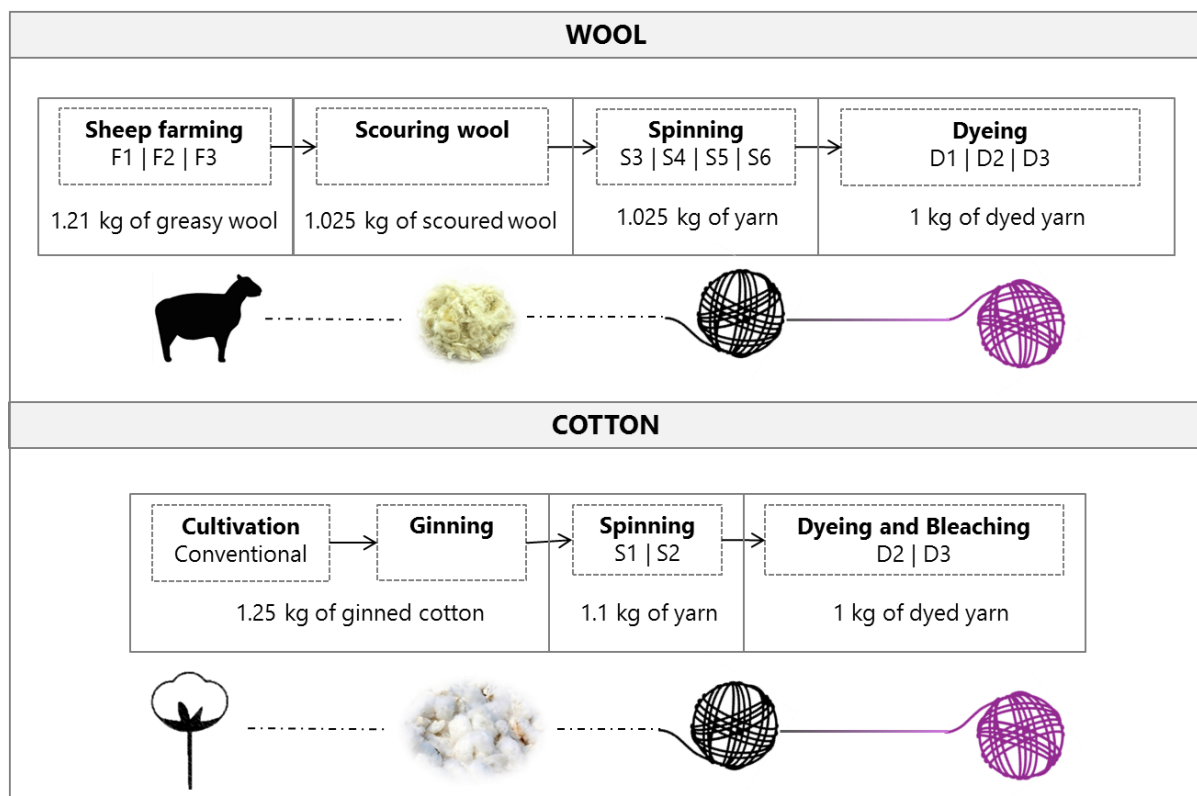 WOOL
Sheep farming
F1 | F2 | F3
1.21 kg of greasy wool
Scouring wool
1.025 kg of scoured wool
Spinning
S3 | S4 | S5 | S6
1.025 kg of yarn
Dyeing
D1 | D2 | D3
1 kg of dyed yarn
COTTON
Cultivation
Conventional
Ginning
1.25 kg of ginned cotton
Spinning
S1 | S2
1.1 kg of yarn
Dyeing and Bleaching
D2 | D3
1 kg of dyed yarn